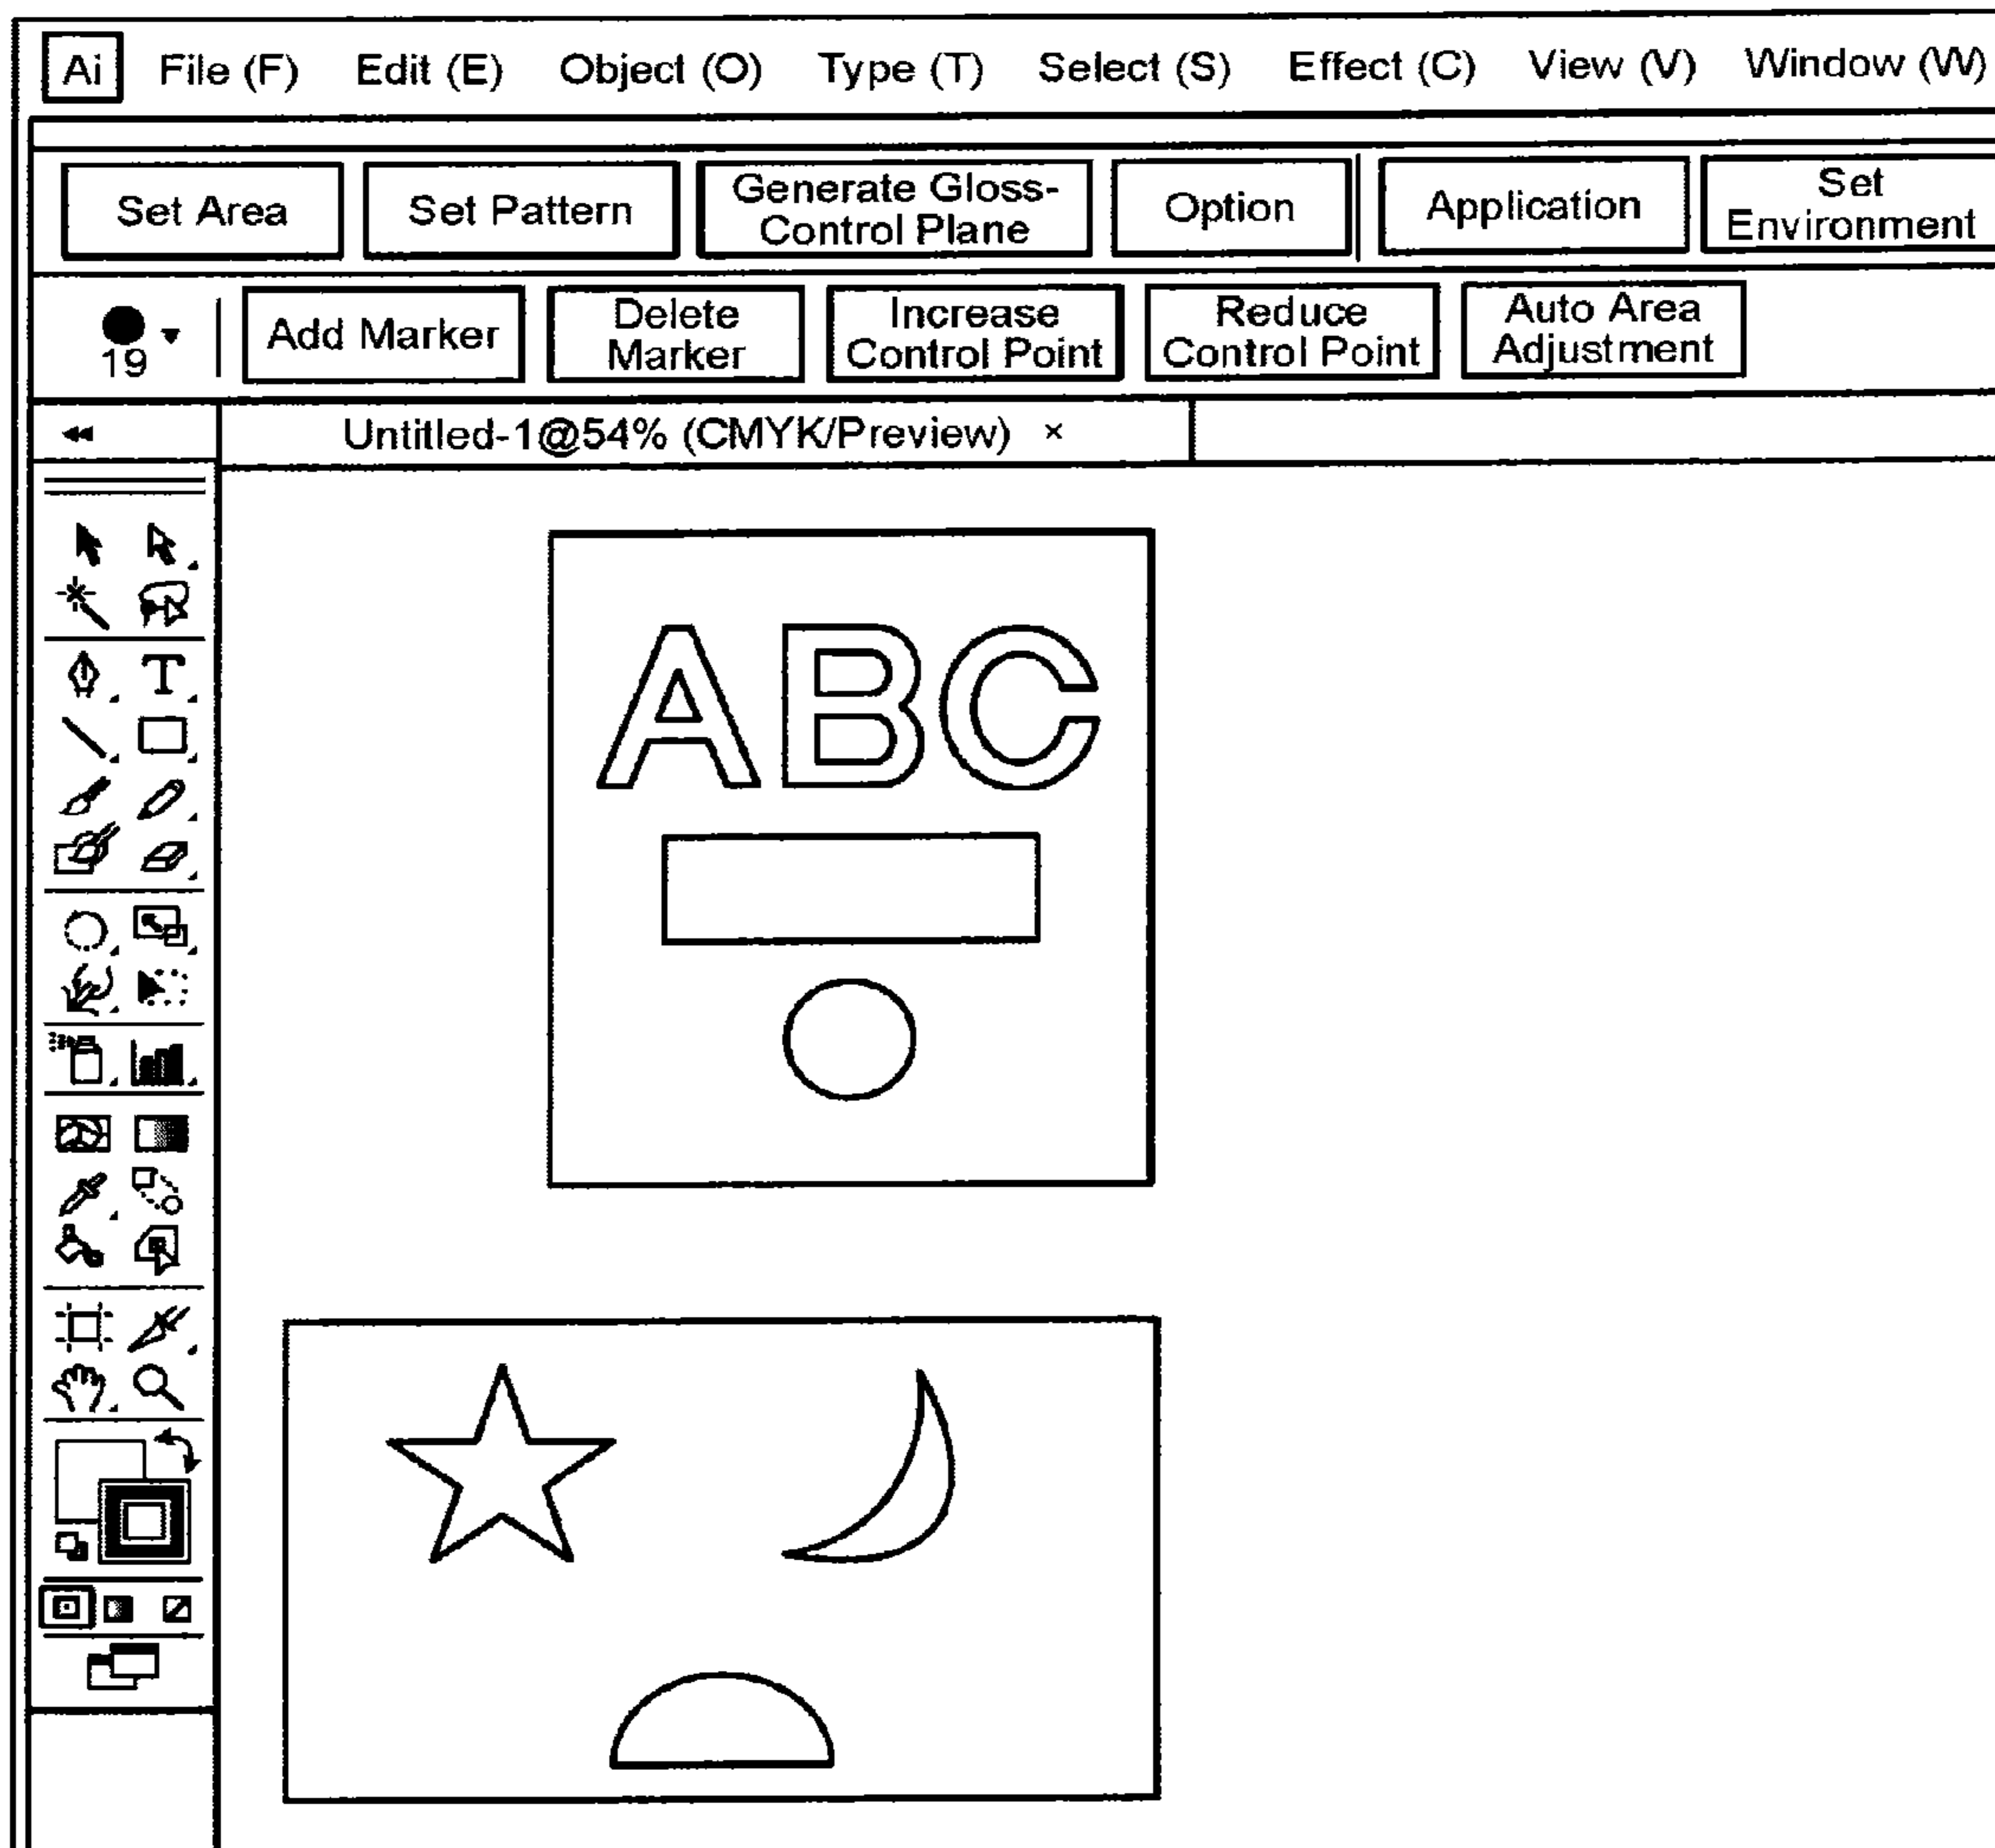 Ai File (F) Edit (E) Object (O) Type (T) Select (S) Effect (C) View (V) Window (W)
Set Area
Set Pattern
Generate Gloss-
Control Plane
Option
Application
Set
Environment
19
Add Marker
Delete
Marker
Increase
Control Point
Reduce
Control Point
Auto Area
Adjustment
Untitled-1@54% (CMYK/Preview) ×
T
ABC